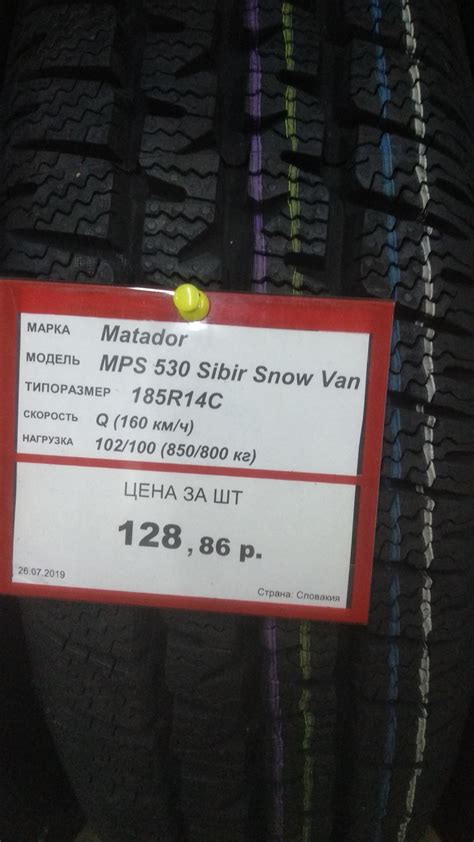 МАРКА Matador
МОДЕЛЬ MPS 530 Sibir Snow Van
ТИПОРАЗМЕР 185R14C
СКОРОСТЬ Q (160 км/ч)
НАГРУЗКА 102/100 (850/800 кг)
ЦЕНА ЗА ШТ
128 , 86 р.
26.07.2019
Страна: Словакия